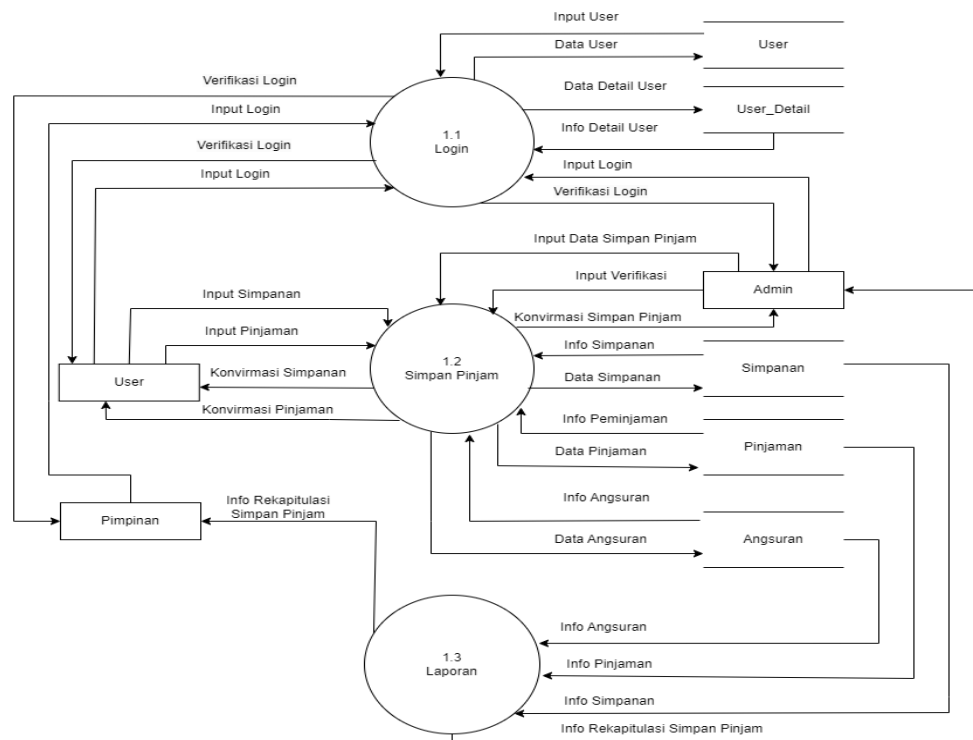 Input User
User
Data User
Verifikasi Login
Data Detail User
Input Login
User_Detail
1.1
Login
Info Detail User
Verifikasi Login
Input Login
Input Login
Verifikasi Login
Input Data Simpan Pinjam
Input Verifikasi
Admin
Input Simpanan
Konvirmasi Simpan Pinjam
Input Pinjaman
Info Simpanan
1.2
Simpan Pinjam
Simpanan
User
Konvirmasi Simpanan
Data Simpanan
Konvirmasi Pinjaman
Info Peminjaman
Pinjaman
Data Pinjaman
Info Rekapitulasi
Simpan Pinjam
Info Angsuran
Pimpinan
Data Angsuran
Angsuran
Info Angsuran
1.3
Laporan
Info Pinjaman
Info Simpanan
Info Rekapitulasi Simpan Pinjam